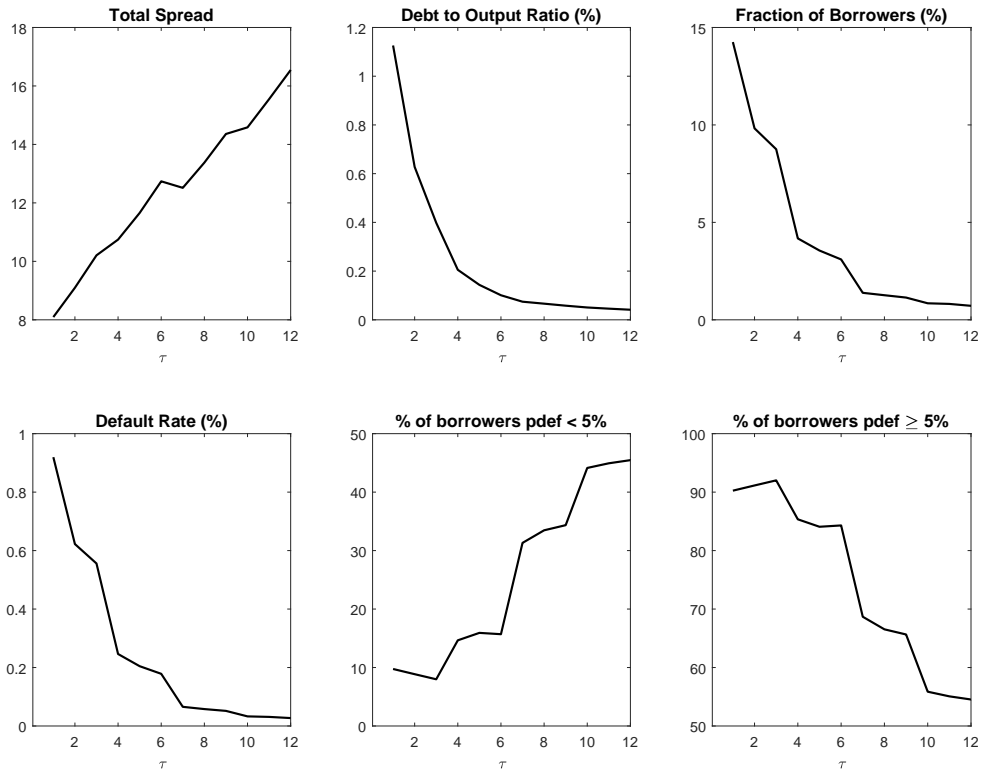 Total Spread
18
16
14
12
10
8
2 4 6 8 10 12
τ
Debt to Output Ratio (%)
1.2
1
0.8
0.6
0.4
0.2
0
2 4 6 8 10 12
τ
Fraction of Borrowers (%)
15
10
5
0
2 4 6 8 10 12
τ
Default Rate (%)
1
0.8
0.6
0.4
0.2
0
2 4 6 8 10 12
τ
% of borrowers pdef < 5%
50
40
30
20
10
0
2 4 6 8 10 12
τ
% of borrowers pdef ≥ 5%
100
90
80
70
60
50
2 4 6 8 10 12
τ